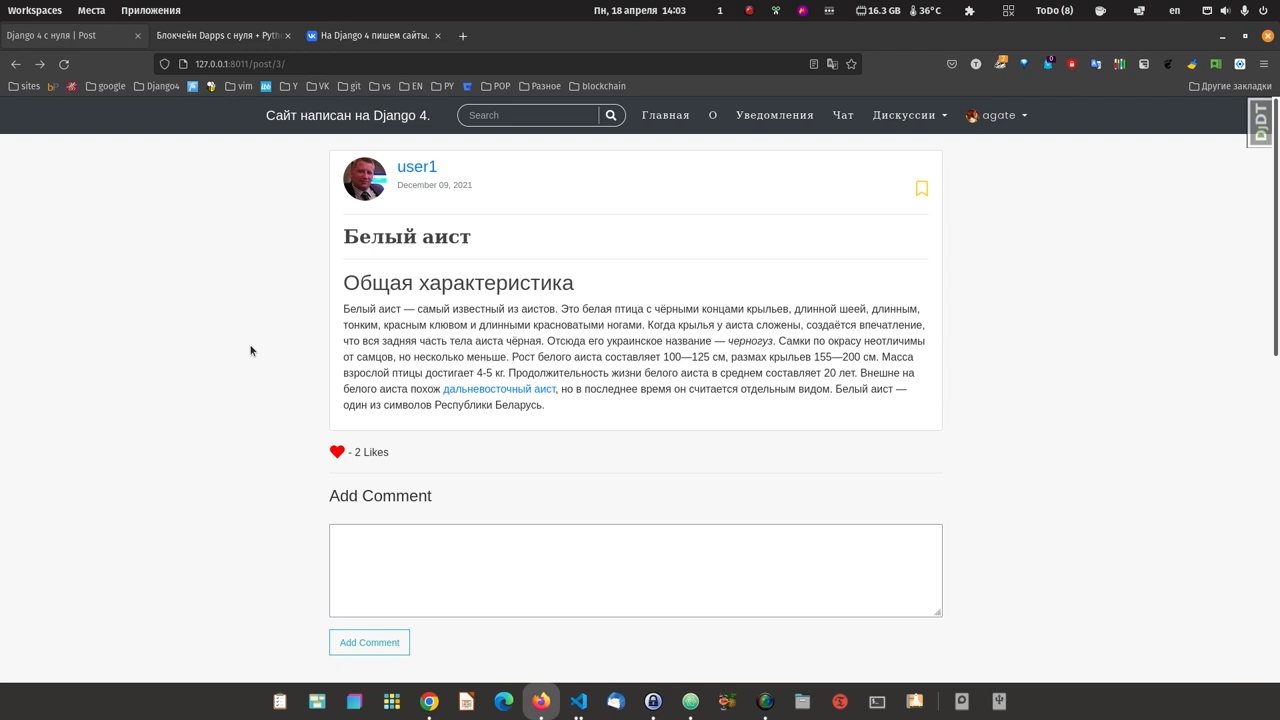 Workspaces Места Приложения Пн, 18 апреля 14:03 1 16.3 GB 36°C ToDo (8) en
Django 4 с нуля | Post
Блокчейн Dapps с нуля + Pyth
На Django 4 пишем сайты.
127.0.0.1:8011/post/3/
sites google Django4 vim Y VK git vs EN PY POP Разное blockchain Другие закладки
Сайт написан на Django 4. Search Главная О Уведомления Чат Дискуссии agate
DjDT
user1
December 09, 2021
Белый аист
Общая характеристика
Белый аист — самый известный из аистов. Это белая птица с чёрными концами крыльев, длинной шеей, длинным,
тонким, красным клювом и длинными красноватыми ногами. Когда крылья у аиста сложены, создаётся впечатление,
что вся задняя часть тела аиста чёрная. Отсюда его украинское название — черногуз. Самки по окрасу неотличимы
от самцов, но несколько меньше. Рост белого аиста составляет 100—125 см, размах крыльев 155—200 см. Масса
взрослой птицы достигает 4-5 кг. Продолжительность жизни белого аиста в среднем составляет 20 лет. Внешне на
белого аиста похож дальневосточный аист, но в последнее время он считается отдельным видом. Белый аист —
один из символов Республики Беларусь.
- 2 Likes
Add Comment
Add Comment